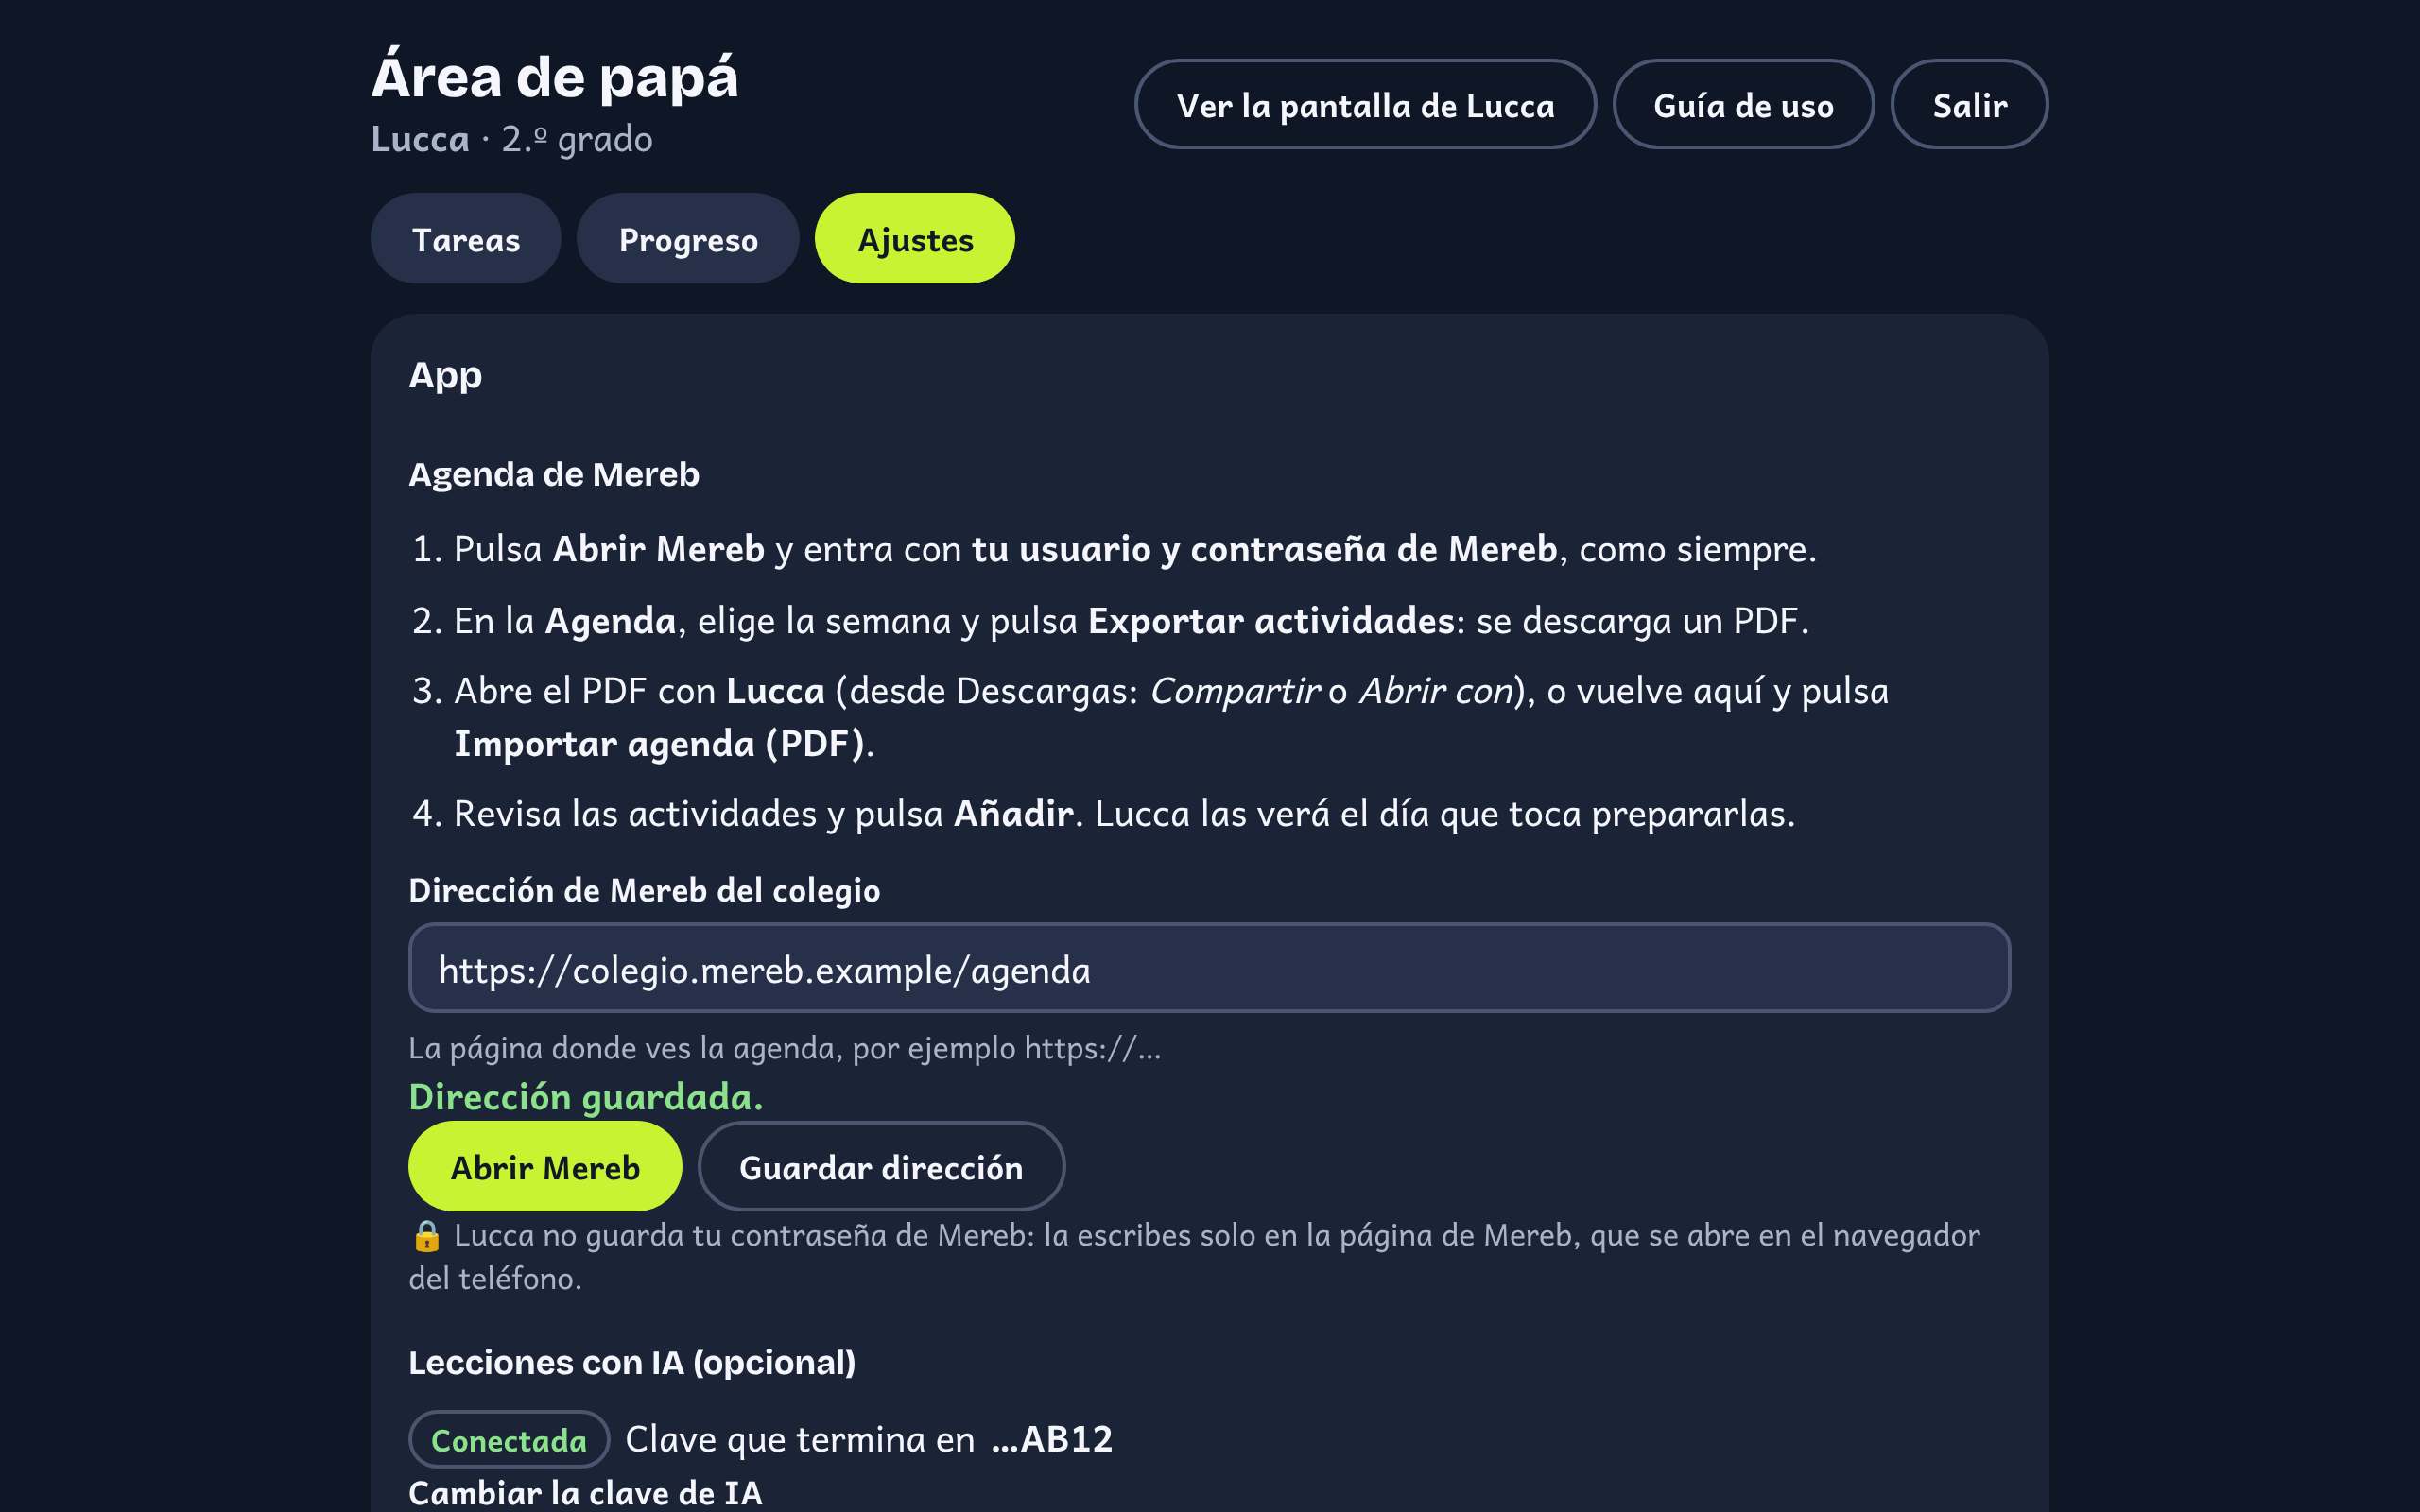 Área de papá
Lucca · 2.º grado
Ver la pantalla de Lucca
Guía de uso
Salir
Tareas
Progreso
Ajustes
App
Agenda de Mereb
1. Pulsa Abrir Mereb y entra con tu usuario y contraseña de Mereb, como siempre.
2. En la Agenda, elige la semana y pulsa Exportar actividades: se descarga un PDF.
3. Abre el PDF con Lucca (desde Descargas: Compartir o Abrir con), o vuelve aquí y pulsa
Importar agenda (PDF).
4. Revisa las actividades y pulsa Añadir. Lucca las verá el día que toca prepararlas.
Dirección de Mereb del colegio
https://colegio.mereb.example/agenda
La página donde ves la agenda, por ejemplo https://...
Dirección guardada.
Abrir Mereb
Guardar dirección
🔒 Lucca no guarda tu contraseña de Mereb: la escribes solo en la página de Mereb, que se abre en el navegador
del teléfono.
Lecciones con IA (opcional)
Conectada
Clave que termina en ...AB12
Cambiar la clave de IA